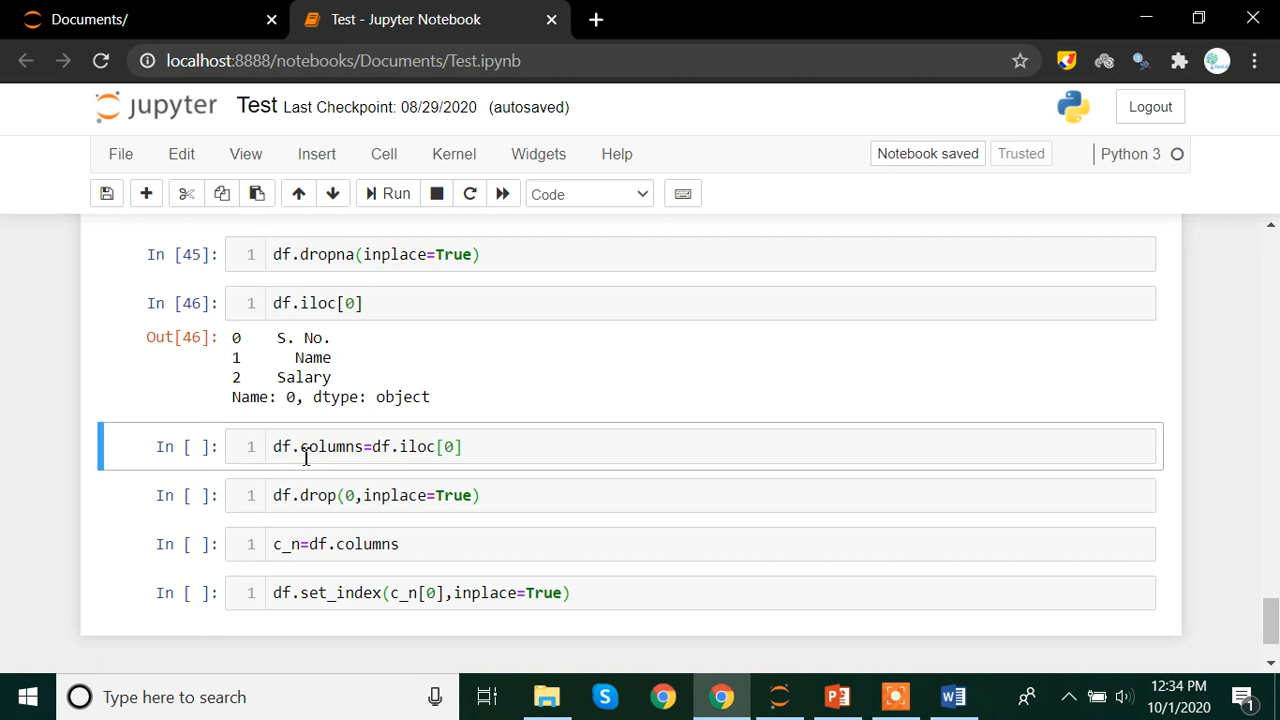 Documents/
Test - Jupyter Notebook
localhost:8888/notebooks/Documents/Test.ipynb
jupyter Test Last Checkpoint: 08/29/2020 (autosaved)
Logout
File Edit View Insert Cell Kernel Widgets Help
Notebook saved Trusted Python 3
Run Code
In [45]: 1 df.dropna(inplace=True)
In [46]: 1 df.iloc[0]
Out[46]: 0 S. No.
1 Name
2 Salary
Name: 0, dtype: object
In [ ]: 1 df.columns=df.iloc[0]
In [ ]: 1 df.drop(0,inplace=True)
In [ ]: 1 c_n=df.columns
In [ ]: 1 df.set_index(c_n[0],inplace=True)
Type here to search
12:34 PM
10/1/2020
1